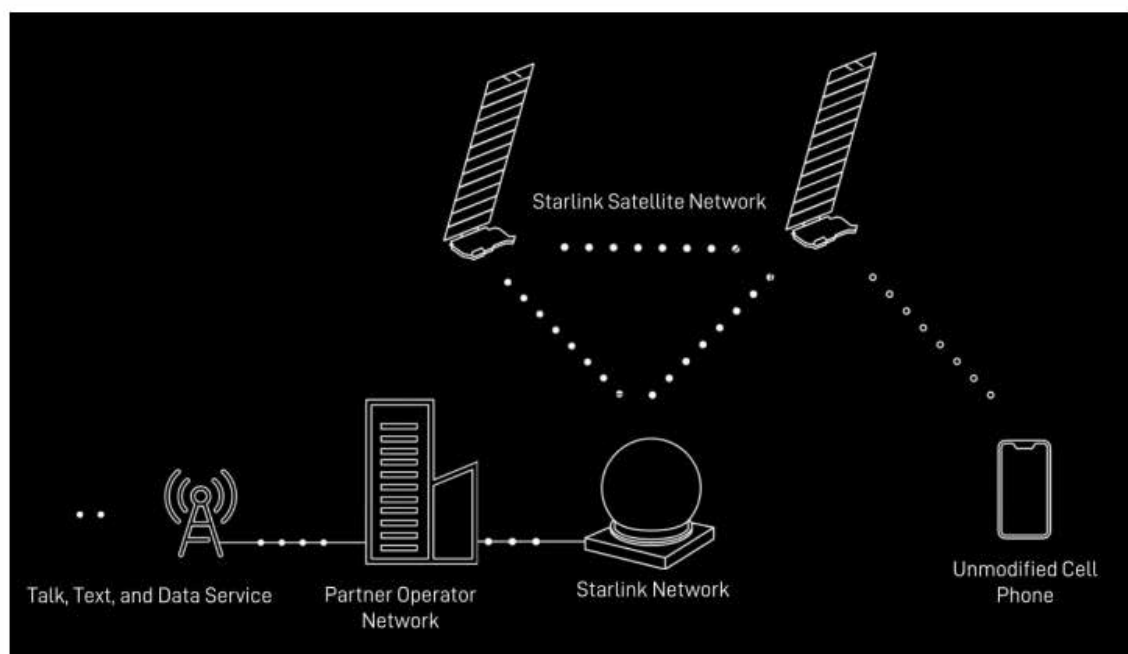 Starlink Satellite Network
Talk, Text, and Data Service
Partner Operator
Network
Starlink Network
Unmodified Cell
Phone